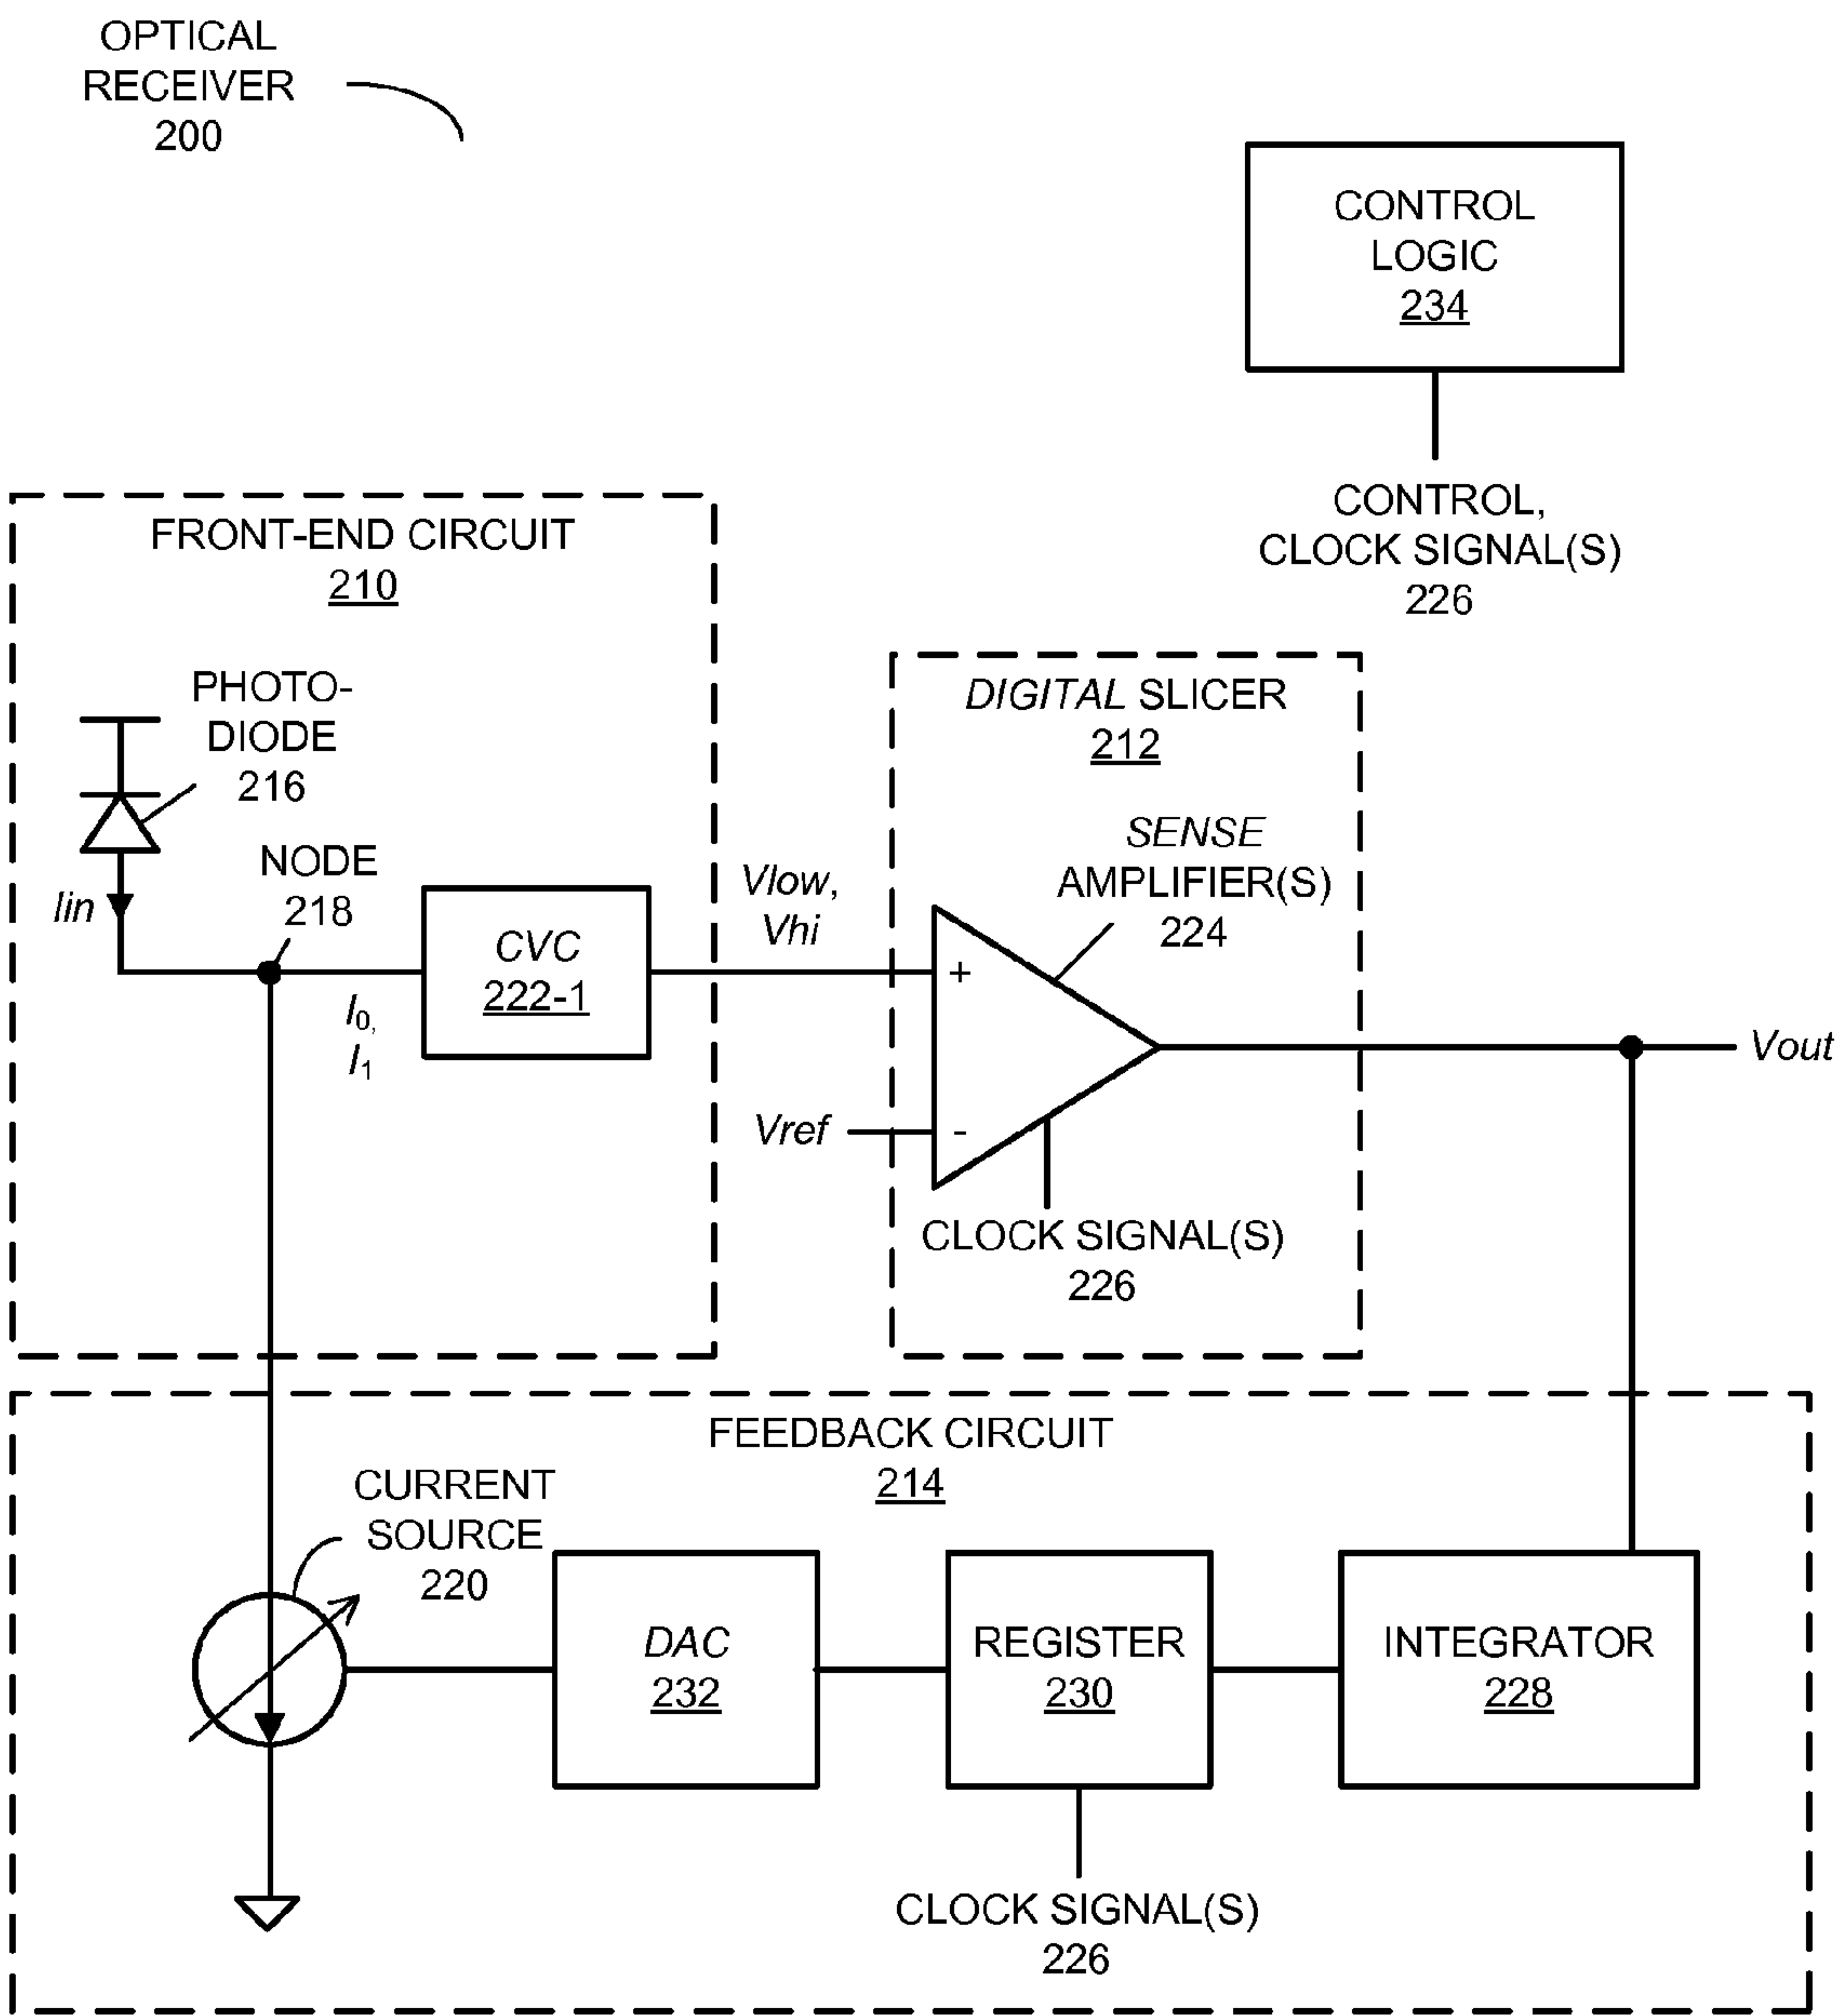 OPTICAL
RECEIVER
200
CONTROL
LOGIC
234
CONTROL,
CLOCK SIGNAL(S)
226
FRONT-END CIRCUIT
210
PHOTO-
DIODE
216
NODE
218
Iin
I0,
I1
CVC
222-1
Vlow,
Vhi
DIGITAL SLICER
212
SENSE
AMPLIFIER(S)
224
+
Vref
-
CLOCK SIGNAL(S)
226
Vout
FEEDBACK CIRCUIT
214
CURRENT
SOURCE
220
DAC
232
REGISTER
230
INTEGRATOR
228
CLOCK SIGNAL(S)
226